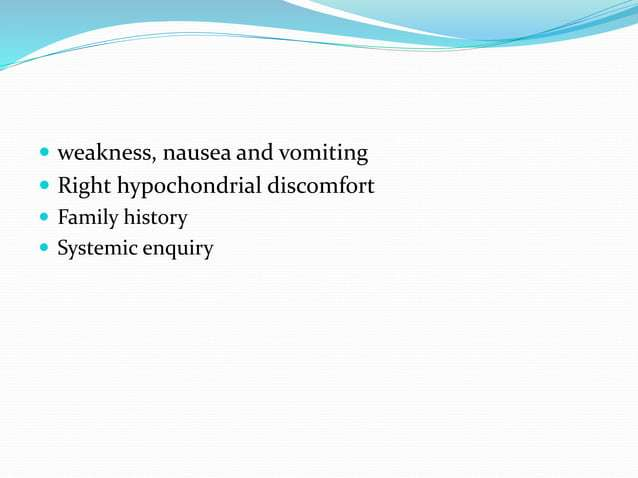 weakness, nausea and vomiting
Right hypochondrial discomfort
Family history
Systemic enquiry